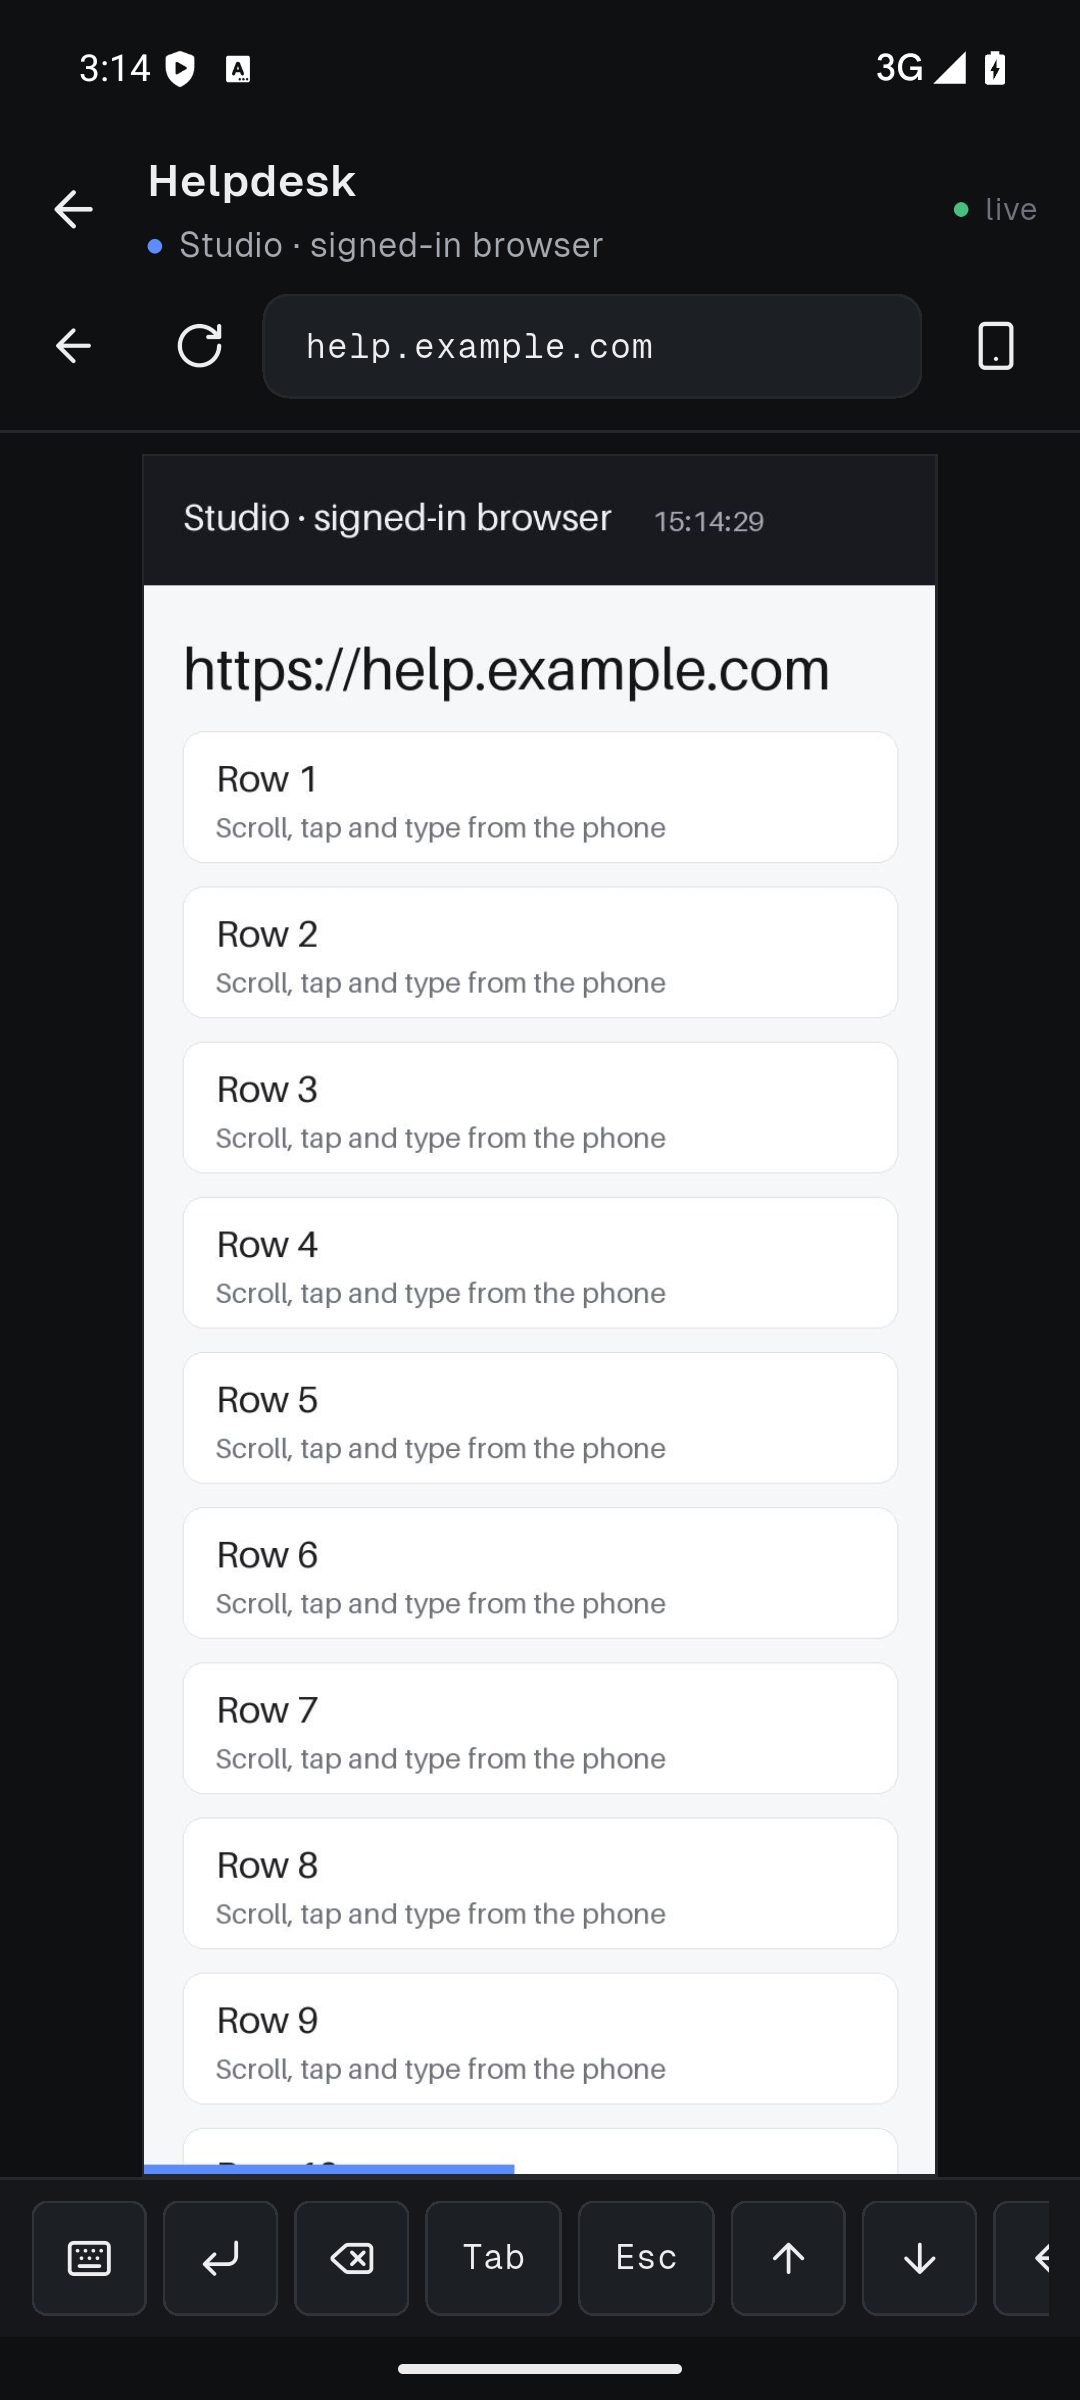 3:14
3G
Helpdesk
live
Studio · signed-in browser
help.example.com
Studio · signed-in browser 15:14:29
https://help.example.com
Row 1
Scroll, tap and type from the phone
Row 2
Scroll, tap and type from the phone
Row 3
Scroll, tap and type from the phone
Row 4
Scroll, tap and type from the phone
Row 5
Scroll, tap and type from the phone
Row 6
Scroll, tap and type from the phone
Row 7
Scroll, tap and type from the phone
Row 8
Scroll, tap and type from the phone
Row 9
Scroll, tap and type from the phone
Tab Esc